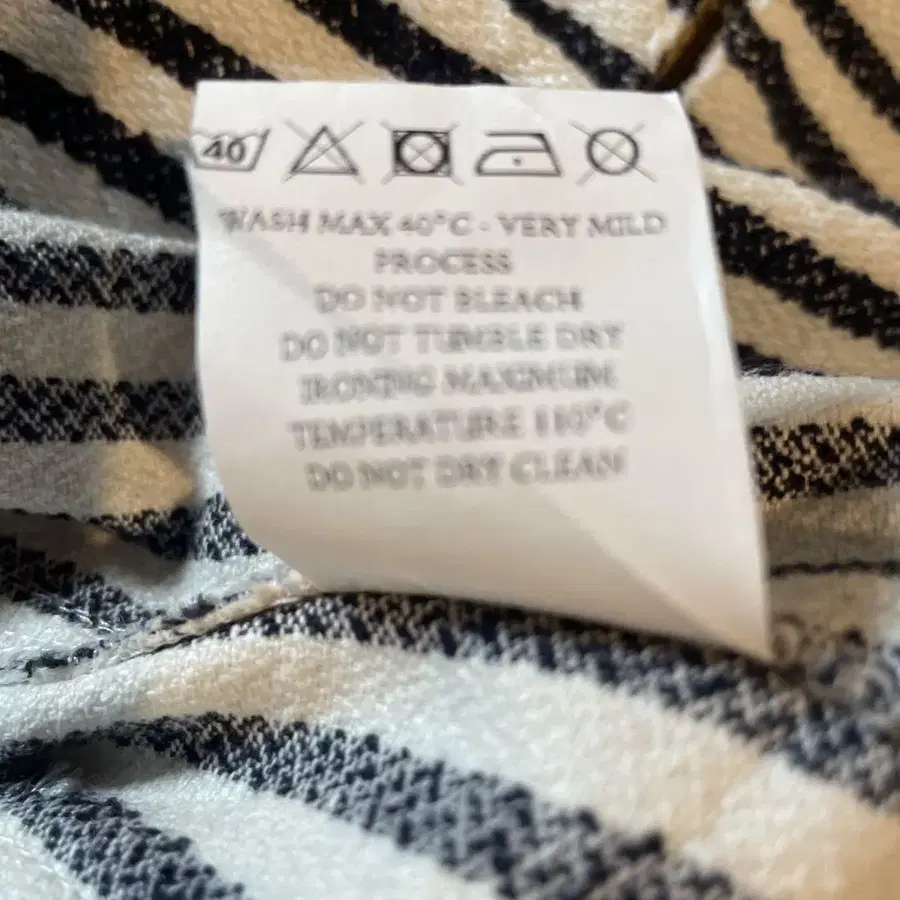 40
WASH MAX 40°C - VERY MILD
PROCESS
DO NOT BLEACH
DO NOT TUMBLE DRY
IRONING MAXIMUM
TEMPERATURE 110°C
DO NOT DRY CLEAN